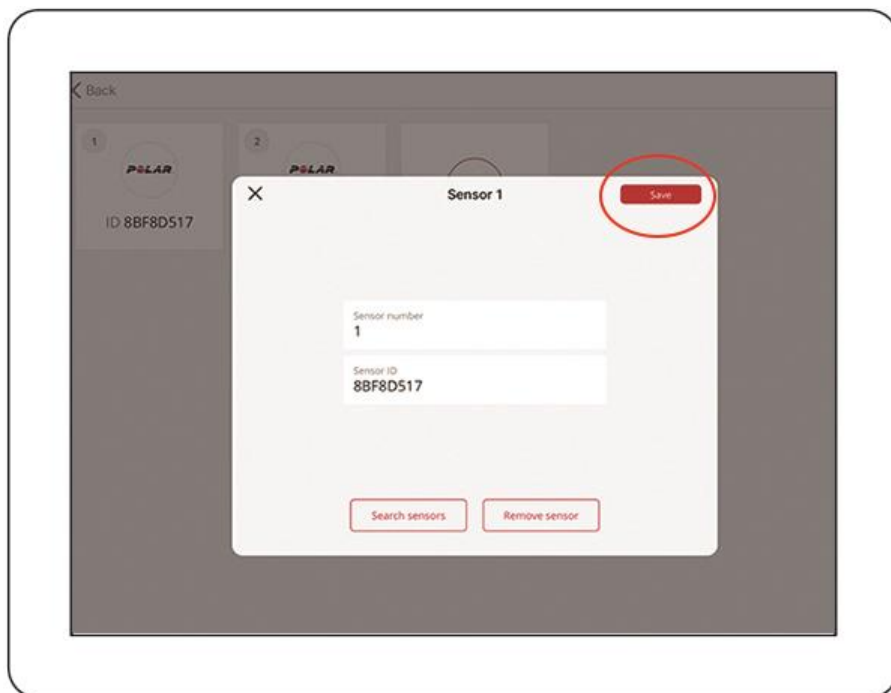 Back
1
POLAR
ID 8BF8D517
2
POLAR
Sensor 1
Save
Sensor number
1
Sensor ID
8BF8D517
Search sensors
Remove sensor